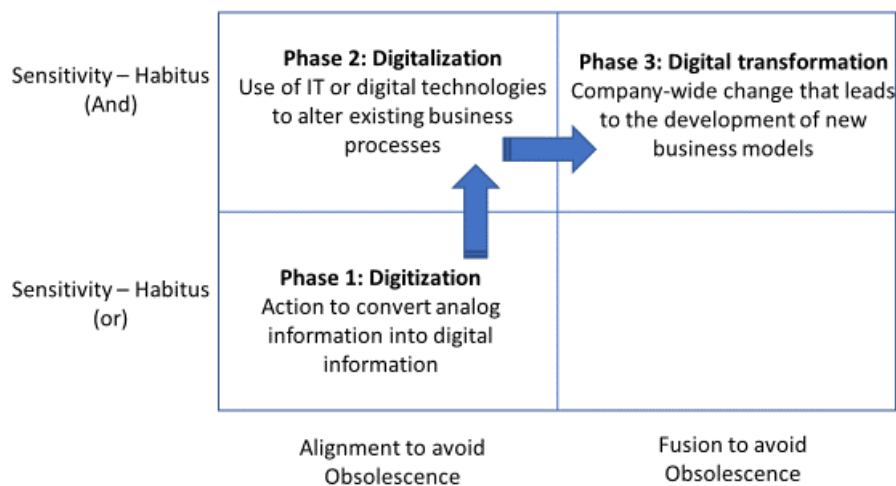 Sensitivity – Habitus
(And)
Phase 2: Digitalization
Use of IT or digital technologies
to alter existing business
processes
Phase 3: Digital transformation
Company-wide change that leads
to the development of new
business models
Sensitivity – Habitus
(or)
Phase 1: Digitization
Action to convert analog
information into digital
information
Alignment to avoid
Obsolescence
Fusion to avoid
Obsolescence